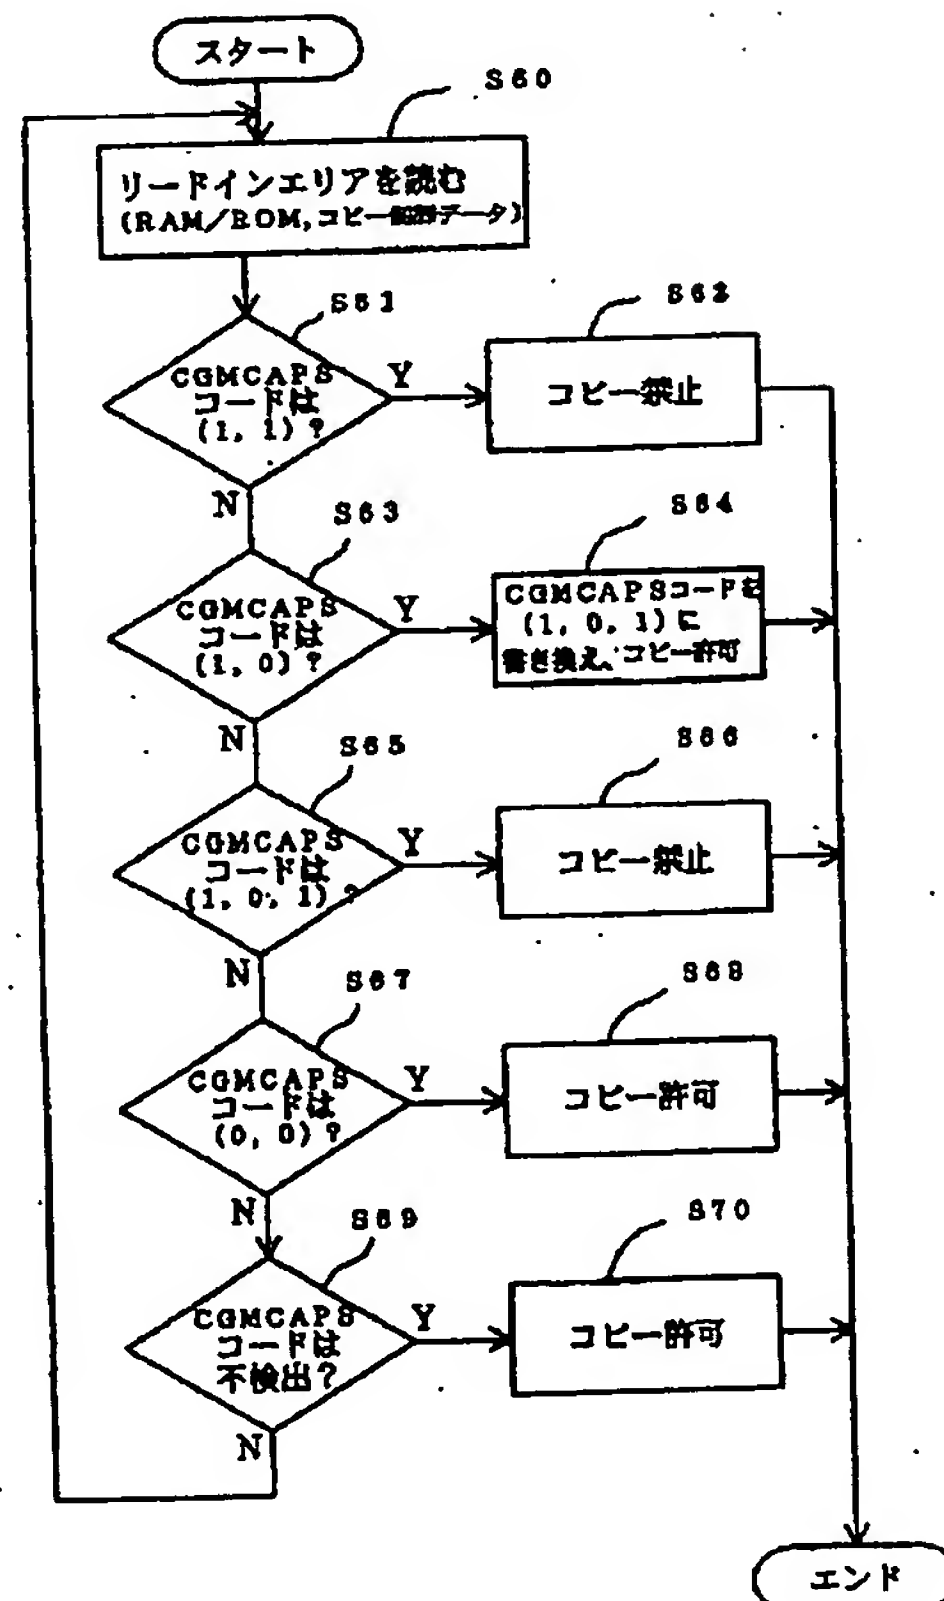 スタート
S60
リードインエリアを読む
(RAM/ROM,コピー データ)
S61
CGMCAPS
コードは
(1, 1)?
Y
N
S62
コピー禁止
S63
CGMCAPS
コードは
(1, 0)?
Y
N
S64
CGMCAPSコードを
(1, 0, 1)に
書き換え、コピー許可
S65
CGMCAPS
コードは
(1, 0, 1)?
Y
N
S66
コピー禁止
S67
CGMCAPS
コードは
(0, 0)?
Y
N
S68
コピー許可
S69
CGMCAPS
コードは
不検出?
Y
N
S70
コピー許可
エンド